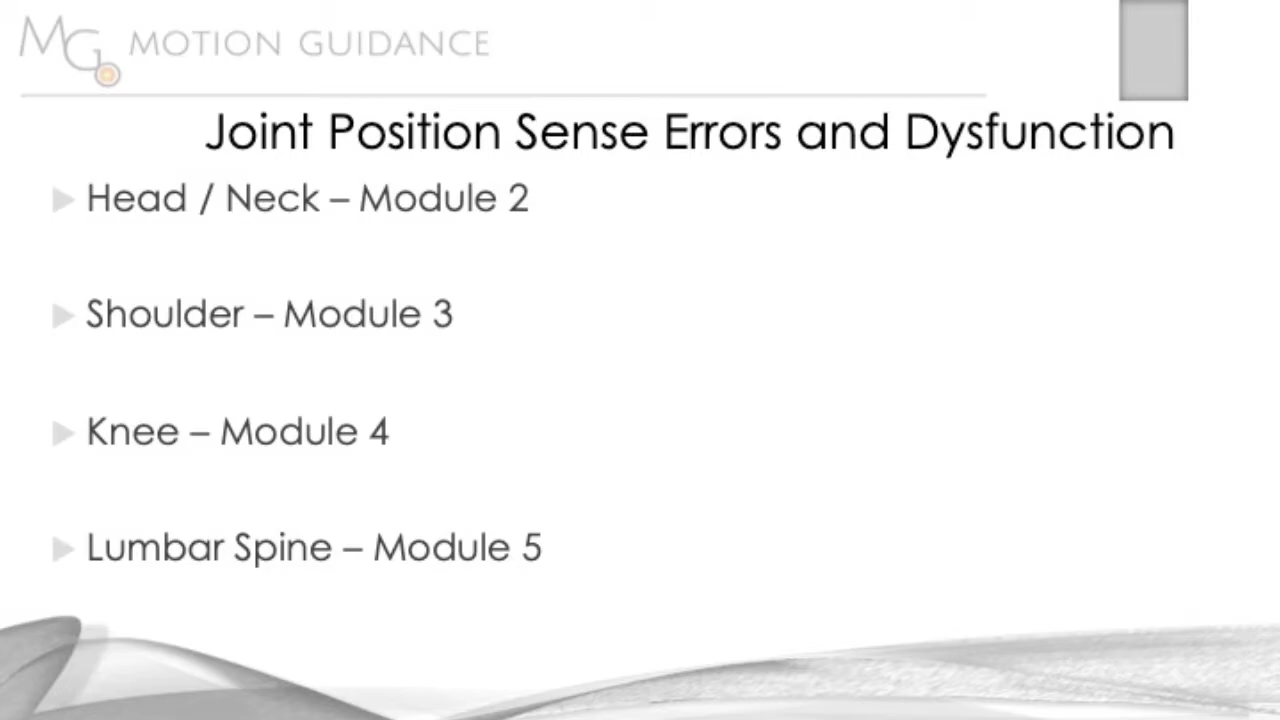 MG MOTION GUIDANCE
Joint Position Sense Errors and Dysfunction
Head / Neck – Module 2
Shoulder – Module 3
Knee – Module 4
Lumbar Spine – Module 5